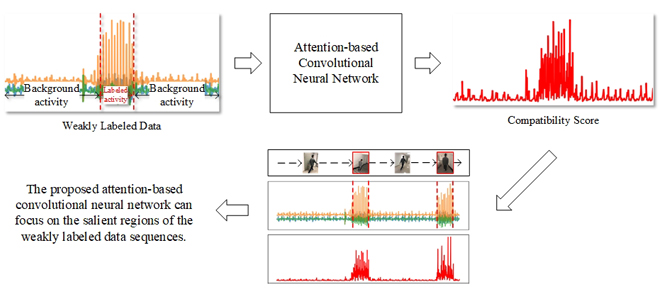 Background
activity
Labeled
activity
Background
activity
Weakly Labeled Data
Attention-based
Convolutional
Neural Network
Compatibility Score
The proposed attention-based
convolutional neural network can
focus on the salient regions of the
weakly labeled data sequences.